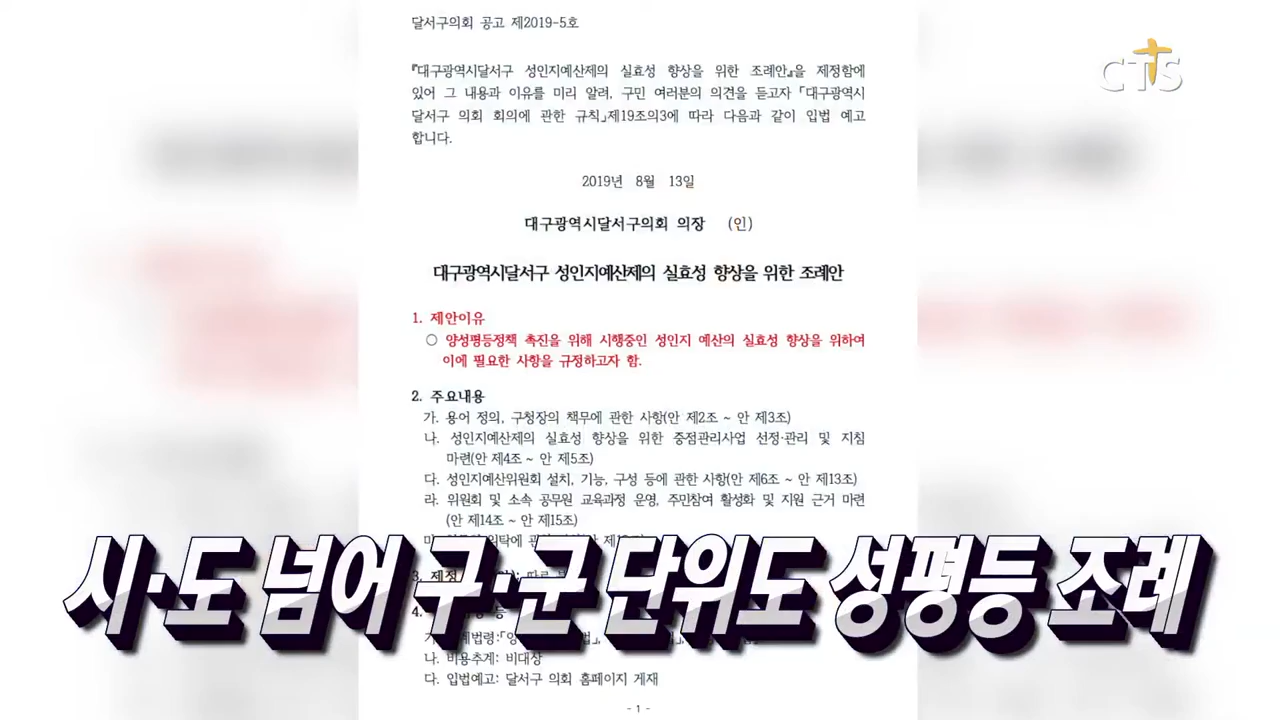 달서구의회 공고 제2019-5호
CTS
『대구광역시달서구 성인지예산제의 실효성 향상을 위한 조례안』을 제정함에
있어 그 내용과 이유를 미리 알려, 구민 여러분의 의견을 듣고자 「대구광역시
달서구 의회 회의에 관한 규칙」제19조의3에 따라 다음과 같이 입법 예고
합니다.
2019년 8월 13일
대구광역시달서구의회 의장 (인)
대구광역시달서구 성인지예산제의 실효성 향상을 위한 조례안
1. 제안이유
○ 양성평등정책 촉진을 위해 시행중인 성인지 예산의 실효성 향상을 위하여
이에 필요한 사항을 규정하고자 함.
2. 주요내용
가. 용어 정의, 구청장의 책무에 관한 사항(안 제2조 ~ 안 제3조)
나. 성인지예산제의 실효성 향상을 위한 중점관리사업 선정·관리 및 지침
마련(안 제4조 ~ 안 제5조)
다. 성인지예산위원회 설치, 기능, 구성 등에 관한 사항(안 제6조 ~ 안 제13조)
라. 위원회 및 소속 공무원 교육과정 운영, 주민참여 활성화 및 지원 근거 마련
(안 제14조 ~ 안 제15조)
시·도 넘어 구·군 단위도 성평등 조례
3. 제정
4.
나. 비용추계: 비대상
다. 입법예고: 달서구 의회 홈페이지 게재
- 1 -